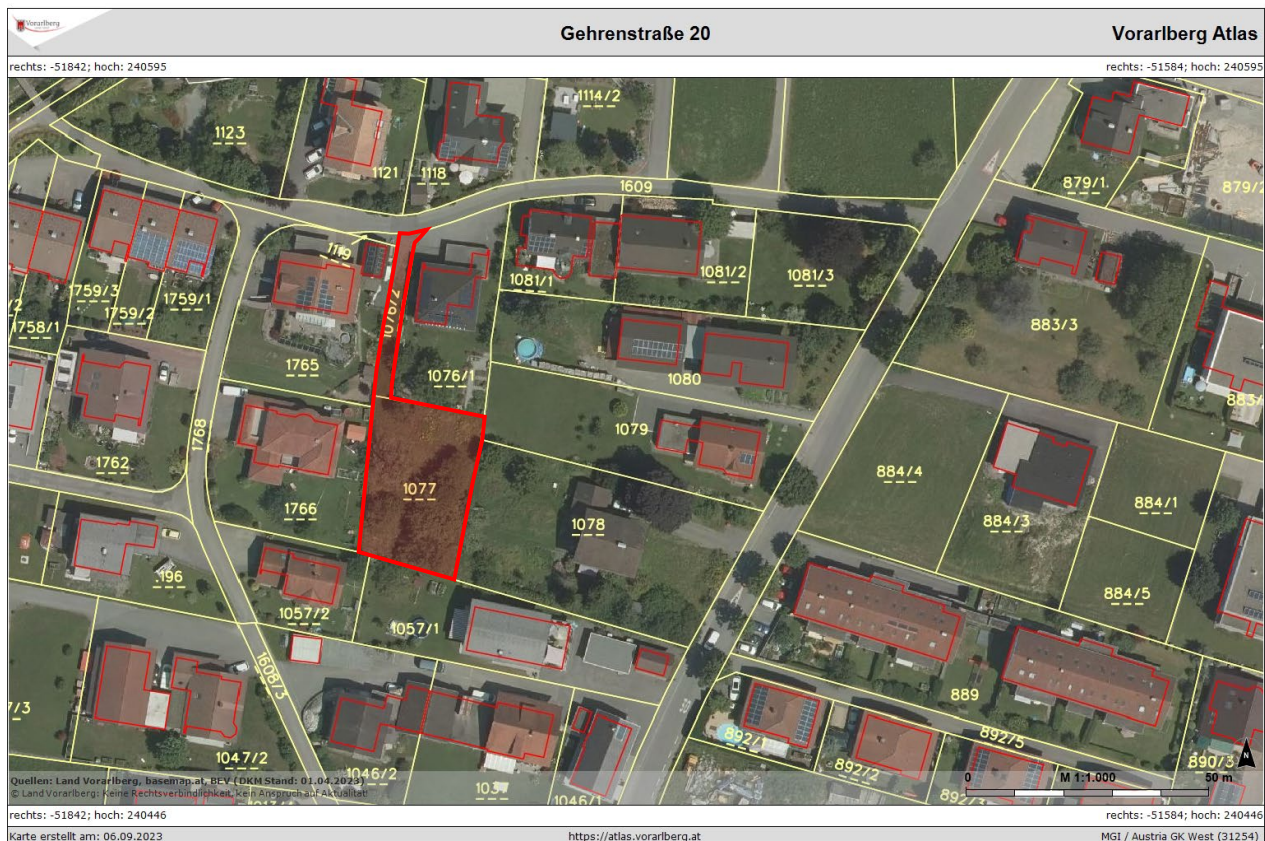 Vorarlberg
Gehrenstraße 20
Vorarlberg Atlas
rechts: -51842; hoch: 240595
rechts: -51584; hoch: 240595
1123
1121
1118
1114/2
1609
879/1
879/2
1759/3
1759/2
1759/1
1758/1
1076/2
1081/1
1081/2
1081/3
883/3
1765
1076/1
1080
1768
1079
1762
1077
1766
1078
884/4
884/3
884/1
884/5
.196
1057/2
1057/1
1608/3
889
892/5
892/1
892/2
890/3
1047/2
1046/2
1046/1
Quellen: Land Vorarlberg, basemap.at, BEV (DKM Stand: 01.04.2023)
© Land Vorarlberg: Keine Rechtsverbindlichkeit, kein Anspruch auf Aktualität!
0 M 1:1.000 50 m
N
rechts: -51842; hoch: 240446
rechts: -51584; hoch: 240446
Karte erstellt am: 06.09.2023
https://atlas.vorarlberg.at
MGI / Austria GK West (31254)